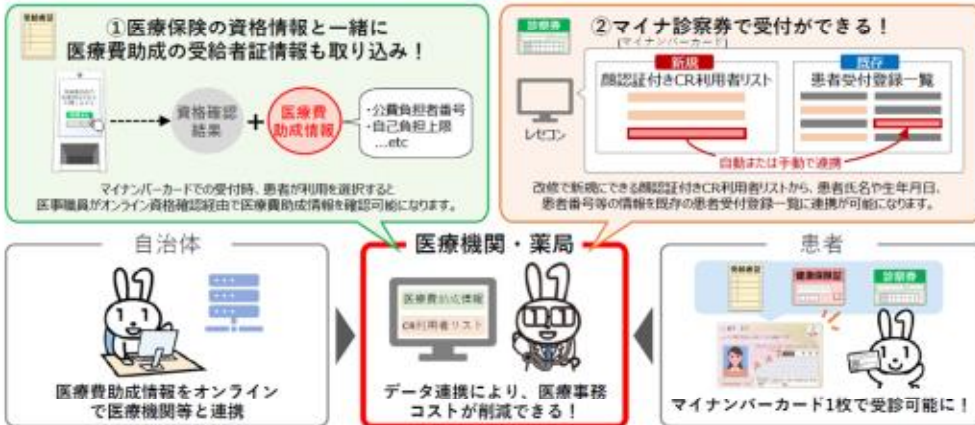 ①医療保険の資格情報と一緒に
医療費助成の受給者証情報も取り込み！
資格確認
結果
+
医療費
助成情報
・公費負担者番号
・自己負担上限
...etc
マイナンバーカードでの受付時、患者が利用を選択すると
医事職員がオンライン資格確認経由で医療費助成情報を確認可能になります。
診察券
②マイナ診察券で受付ができる！
(マイナンバーカード)
レセコン
新規
顔認証付きCR利用者リスト
既存
患者受付登録一覧
自動または手動で連携
改修で新規にできる顔認証付きCR利用者リストから、患者氏名や生年月日、
患者番号等の情報を既存の患者受付登録一覧に連携が可能になります。
自治体
医療費助成情報をオンライン
で医療機関等と連携
医療機関・薬局
医療費助成情報
CR利用者リスト
データ連携により、医療事務
コストが削減できる！
患者
受給者証
健康保険証
診察券
マイナンバーカード1枚で受診可能に！